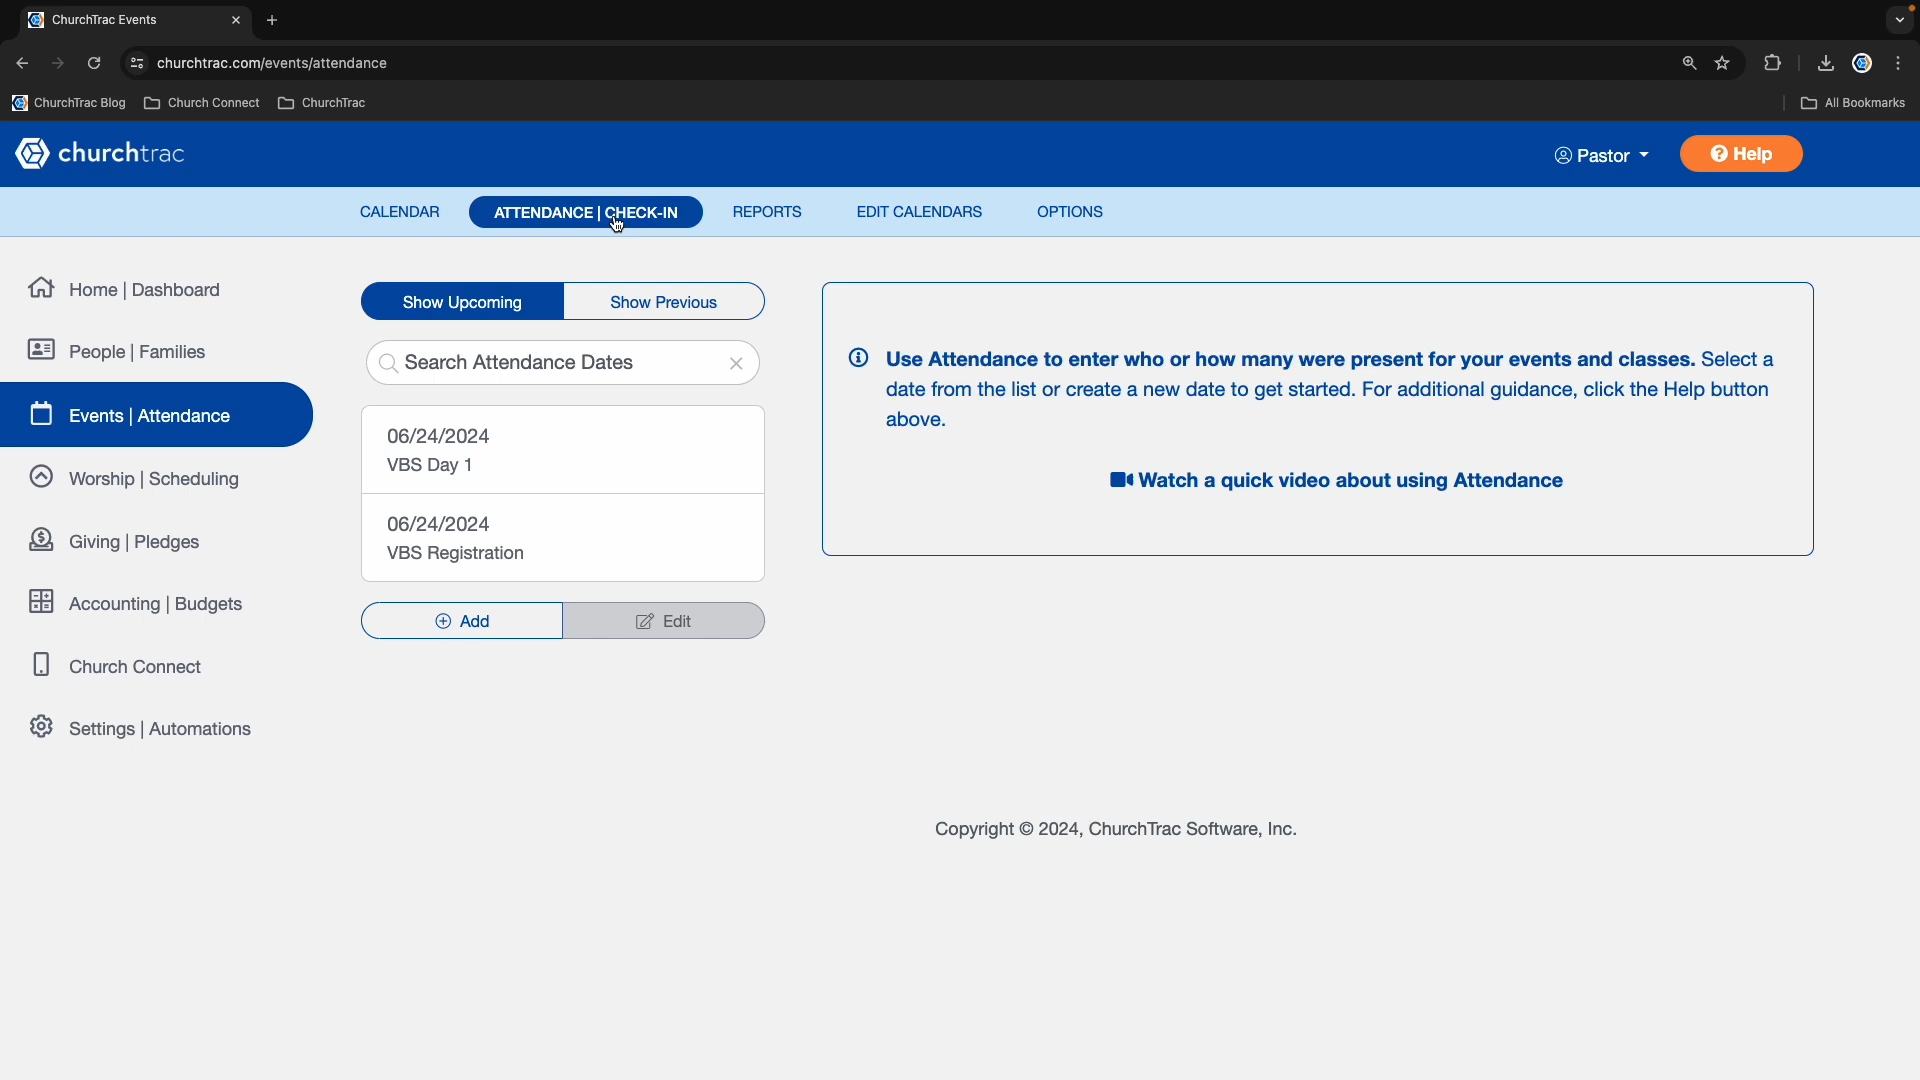 ChurchTrac Events
churchtrac.com/events/attendance
ChurchTrac Blog Church Connect ChurchTrac All Bookmarks
churchtrac Pastor Help
CALENDAR ATTENDANCE | CHECK-IN REPORTS EDIT CALENDARS OPTIONS
Home | Dashboard
People | Families
Events | Attendance
Worship | Scheduling
Giving | Pledges
Accounting | Budgets
Church Connect
Settings | Automations
Show Upcoming Show Previous
Search Attendance Dates
06/24/2024
VBS Day 1
06/24/2024
VBS Registration
Add Edit
Use Attendance to enter who or how many were present for your events and classes. Select a
date from the list or create a new date to get started. For additional guidance, click the Help button
above.
Watch a quick video about using Attendance
Copyright © 2024, ChurchTrac Software, Inc.